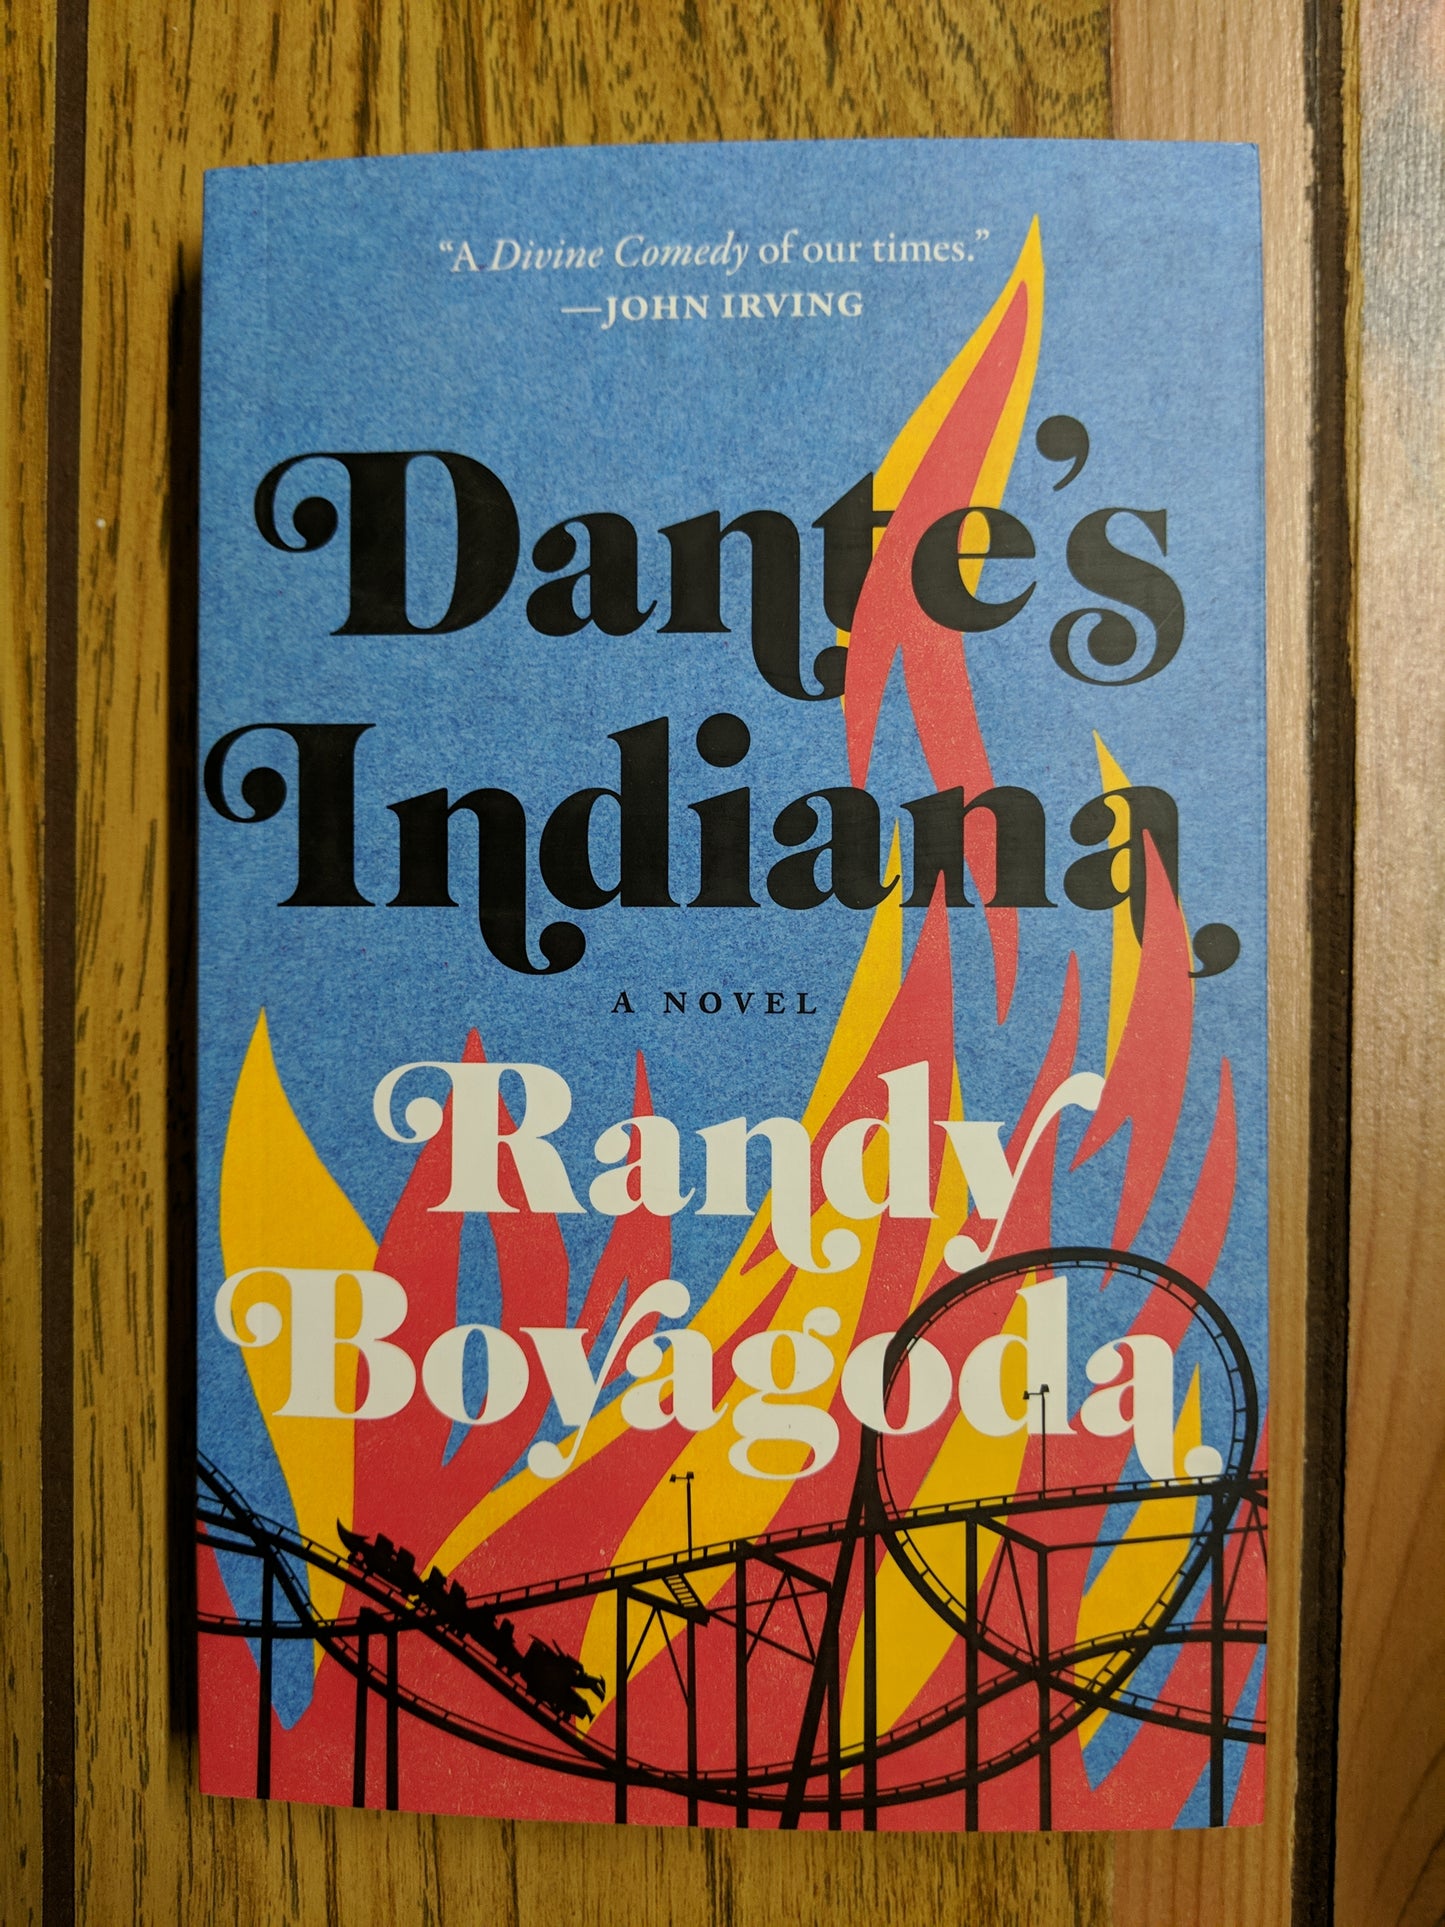 “A Divine Comedy of our times.”
—JOHN IRVING
Dante’s
Indiana
A NOVEL
Randy
Boyagoda